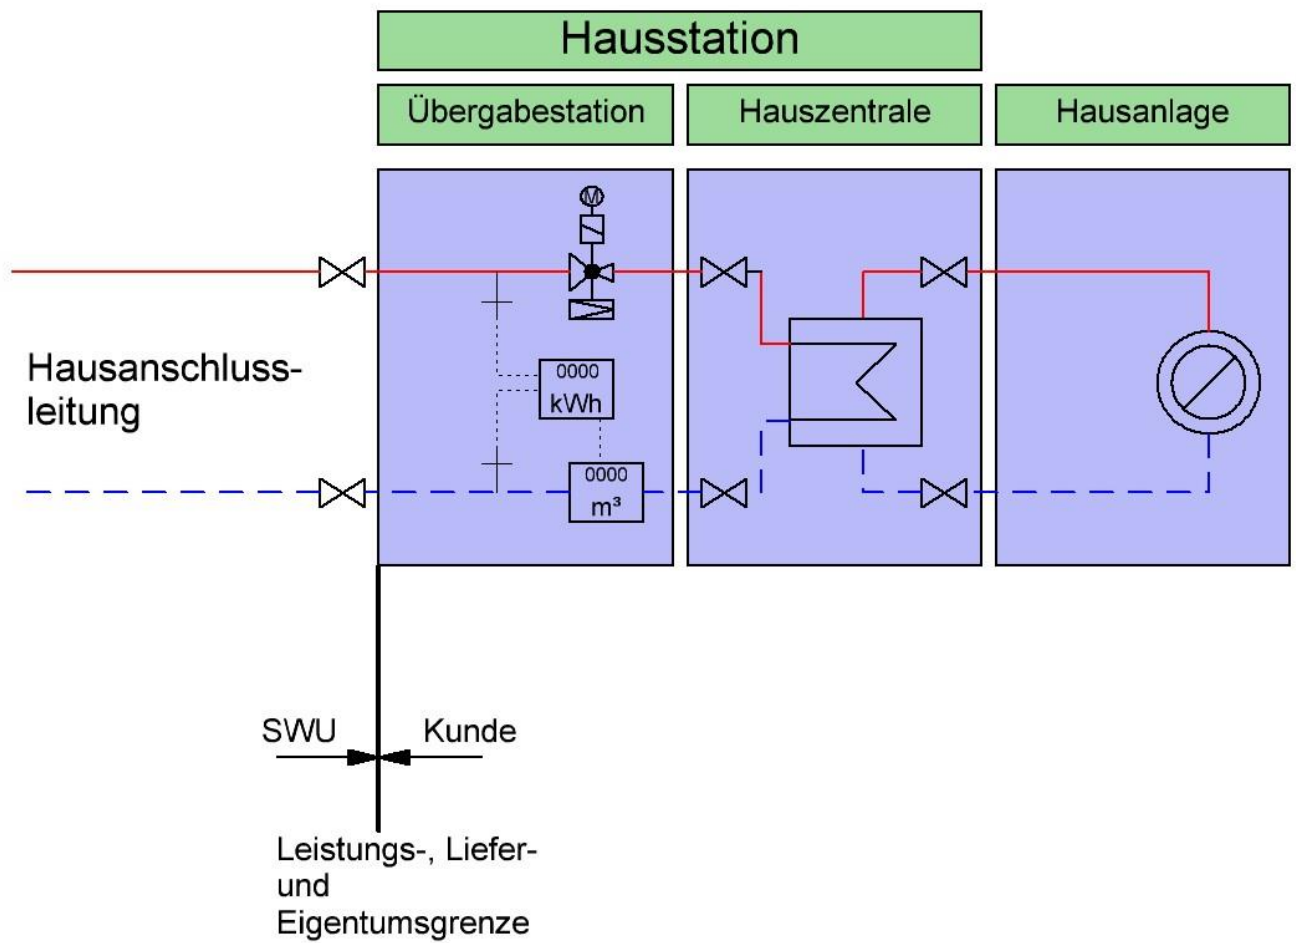 Hausstation
Übergabestation
Hauszentrale
Hausanlage
M
Hausanschluss-
leitung
0000
kWh
0000
m³
SWU
Kunde
Leistungs-, Liefer-
und
Eigentumsgrenze